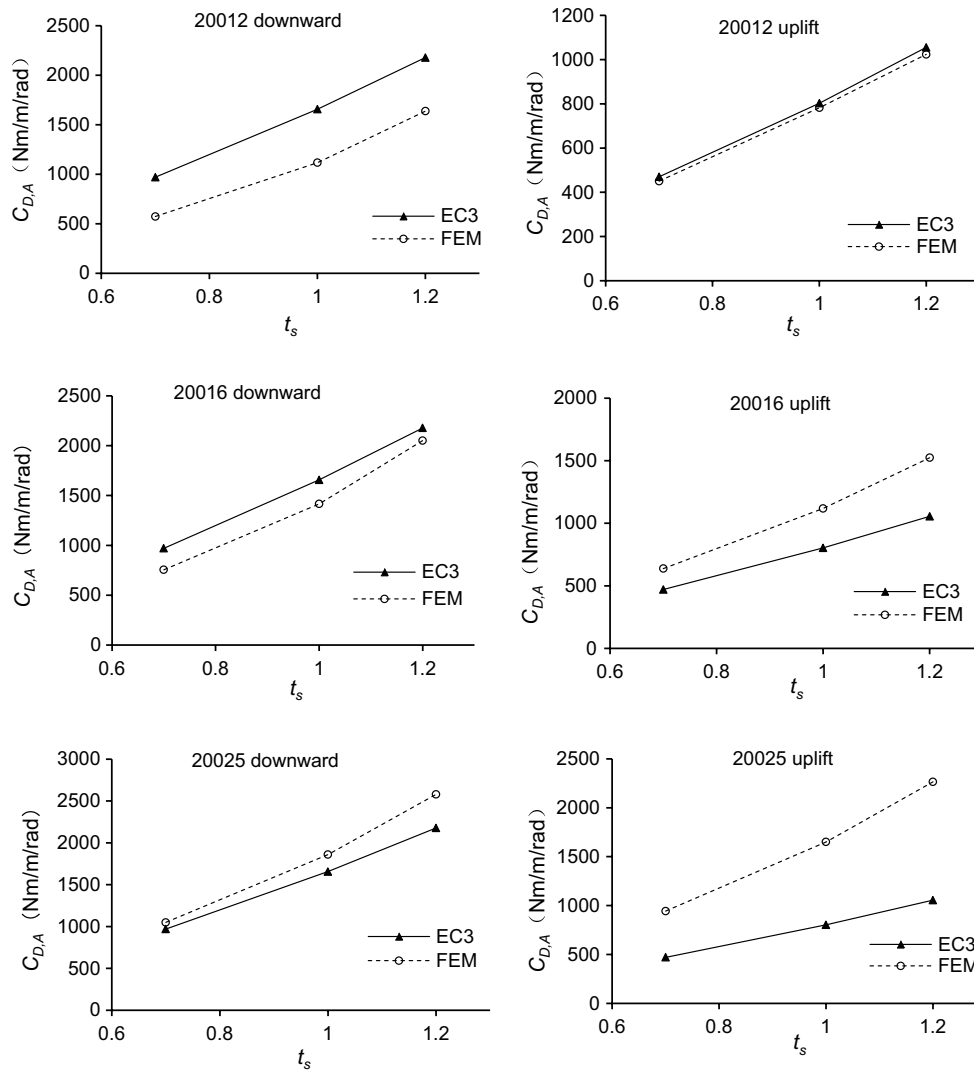 20012 downward
C_{D,A}（Nm/m/rad）
2500
2000
1500
1000
500
0
0.6 0.8 1 1.2
t_s
EC3
FEM
20012 uplift
C_{D,A}（Nm/m/rad）
1200
1000
800
600
400
200
0
0.6 0.8 1 1.2
t_s
EC3
FEM
20016 downward
C_{D,A}（Nm/m/rad)
2500
2000
1500
1000
500
0
0.6 0.8 1 1.2
t_s
EC3
FEM
20016 uplift
C_{D,A}（Nm/m/rad)
2000
1500
1000
500
0
0.6 0.8 1 1.2
t_s
EC3
FEM
20025 downward
C_{D,A}（Nm/m/rad）
3000
2500
2000
1500
1000
500
0
0.6 0.8 1 1.2
t_s
EC3
FEM
20025 uplift
C_{D,A}（Nm/m/rad）
2500
2000
1500
1000
500
0
0.6 0.8 1 1.2
t_s
EC3
FEM